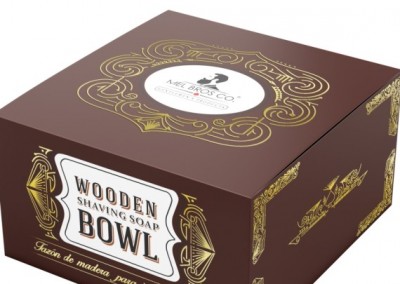 MEL BROS CO.
WOODEN
SHAVING SOAP
BOWL
Tazón de madera para